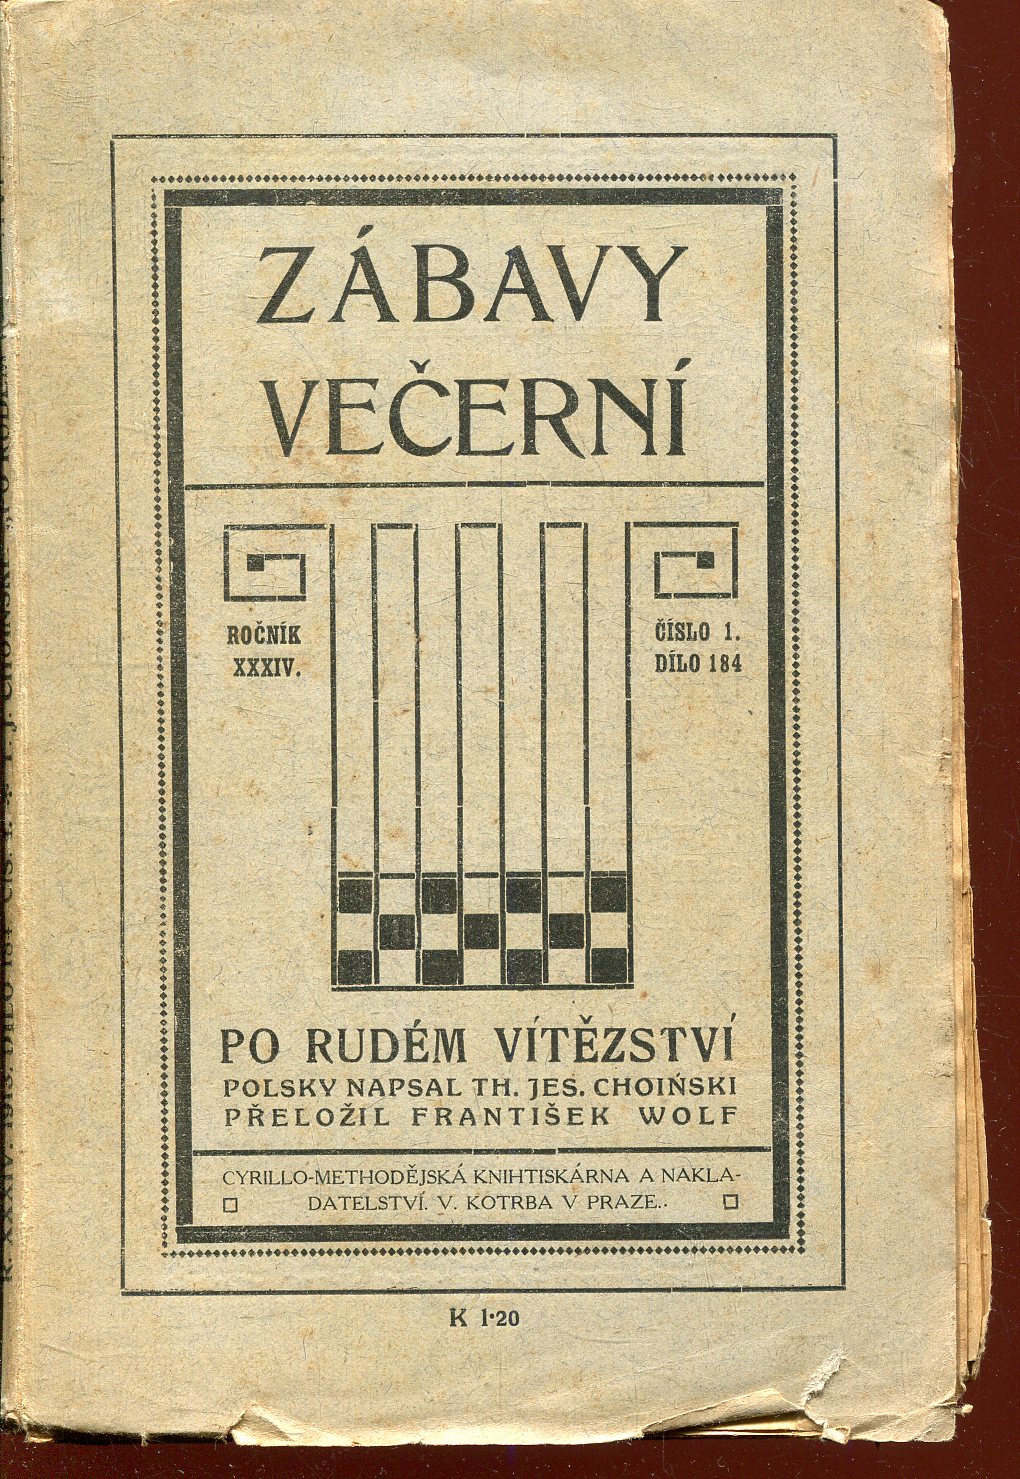 ZÁBAVY
VEČERNÍ
ROČNÍK
XXXIV.
ČÍSLO 1.
DÍLO 184
PO RUDÉM VÍTĚZSTVÍ
POLSKY NAPSAL TH. JES. CHOIŃSKI
PŘELOŽIL FRANTIŠEK WOLF
CYRILLO-METHODĚJSKÁ KNIHTISKÁRNA A NAKLA-
DATELSTVÍ. V. KOTRBA V PRAZE..
K 1·20